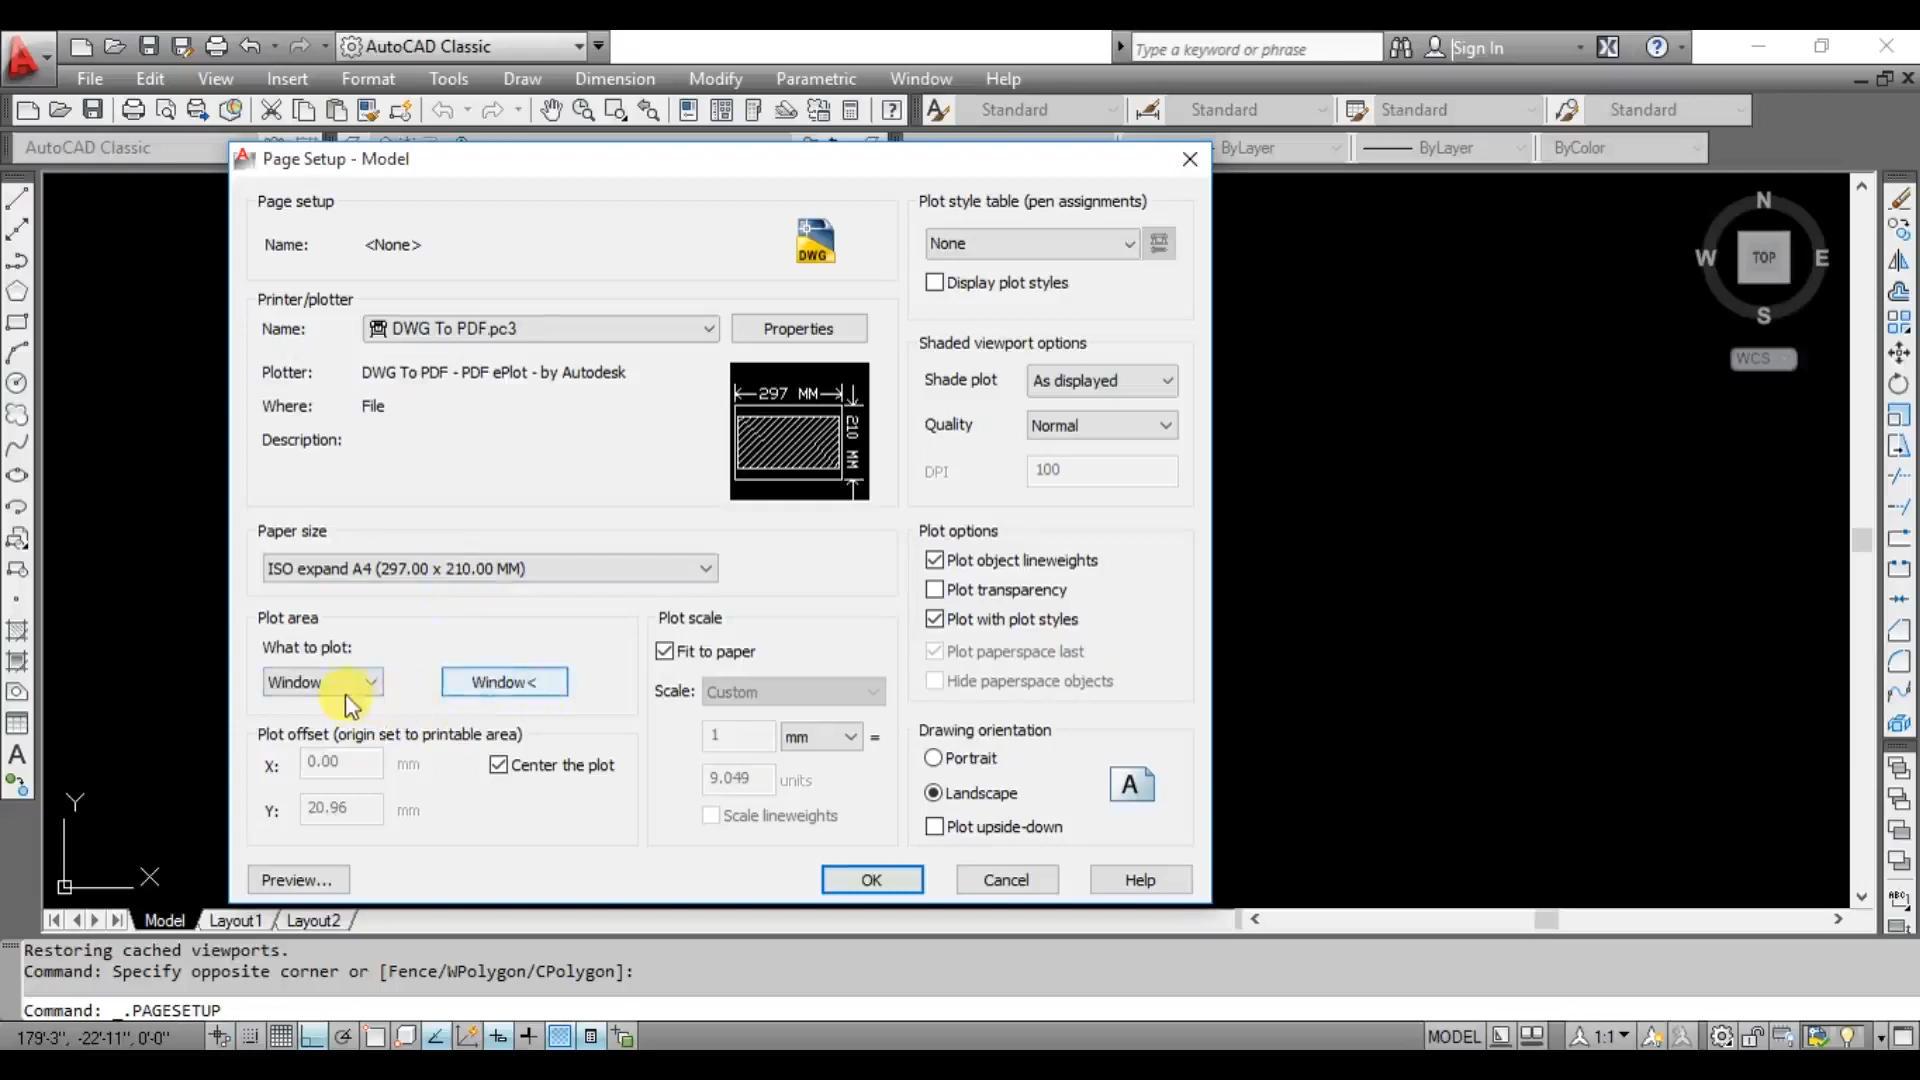 AutoCAD Classic
Type a keyword or phrase
Sign In
File Edit View Insert Format Tools Draw Dimension Modify Parametric Window Help
Standard Standard Standard Standard
AutoCAD Classic
ByLayer ByLayer ByColor
Page Setup - Model
Page setup
Name: <None>
DWG
Printer/plotter
Name: DWG To PDF.pc3 Properties
Plotter: DWG To PDF - PDF ePlot - by Autodesk
Where: File
Description:
297 MM
210 MM
Paper size
ISO expand A4 (297.00 x 210.00 MM)
Plot area
What to plot:
Window Window<
Plot offset (origin set to printable area)
X: 0.00 mm Center the plot
Y: 20.96 mm
Plot scale
Fit to paper
Scale: Custom
1 mm =
9.049 units
Scale lineweights
Plot style table (pen assignments)
None
Display plot styles
Shaded viewport options
Shade plot As displayed
Quality Normal
DPI 100
Plot options
Plot object lineweights
Plot transparency
Plot with plot styles
Plot paperspace last
Hide paperspace objects
Drawing orientation
Portrait
Landscape
A
Plot upside-down
Preview... OK Cancel Help
N
W TOP E
S
WCS
Y
X
Model Layout1 Layout2
Restoring cached viewports.
Command: Specify opposite corner or [Fence/WPolygon/CPolygon]:
Command: _.PAGESETUP
179'-3", -22'-11", 0'-0" MODEL 1:1